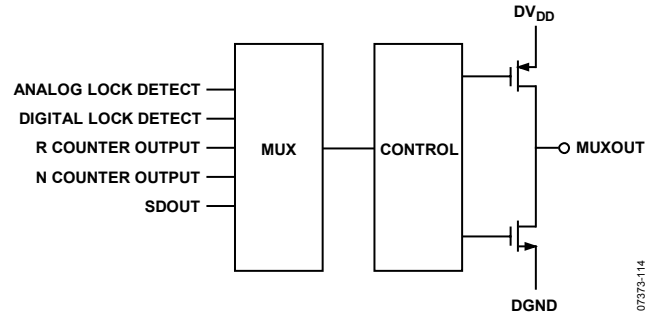 DVDD
ANALOG LOCK DETECT
DIGITAL LOCK DETECT
R COUNTER OUTPUT
N COUNTER OUTPUT
SDOUT
MUX
CONTROL
MUXOUT
DGND
07373-114